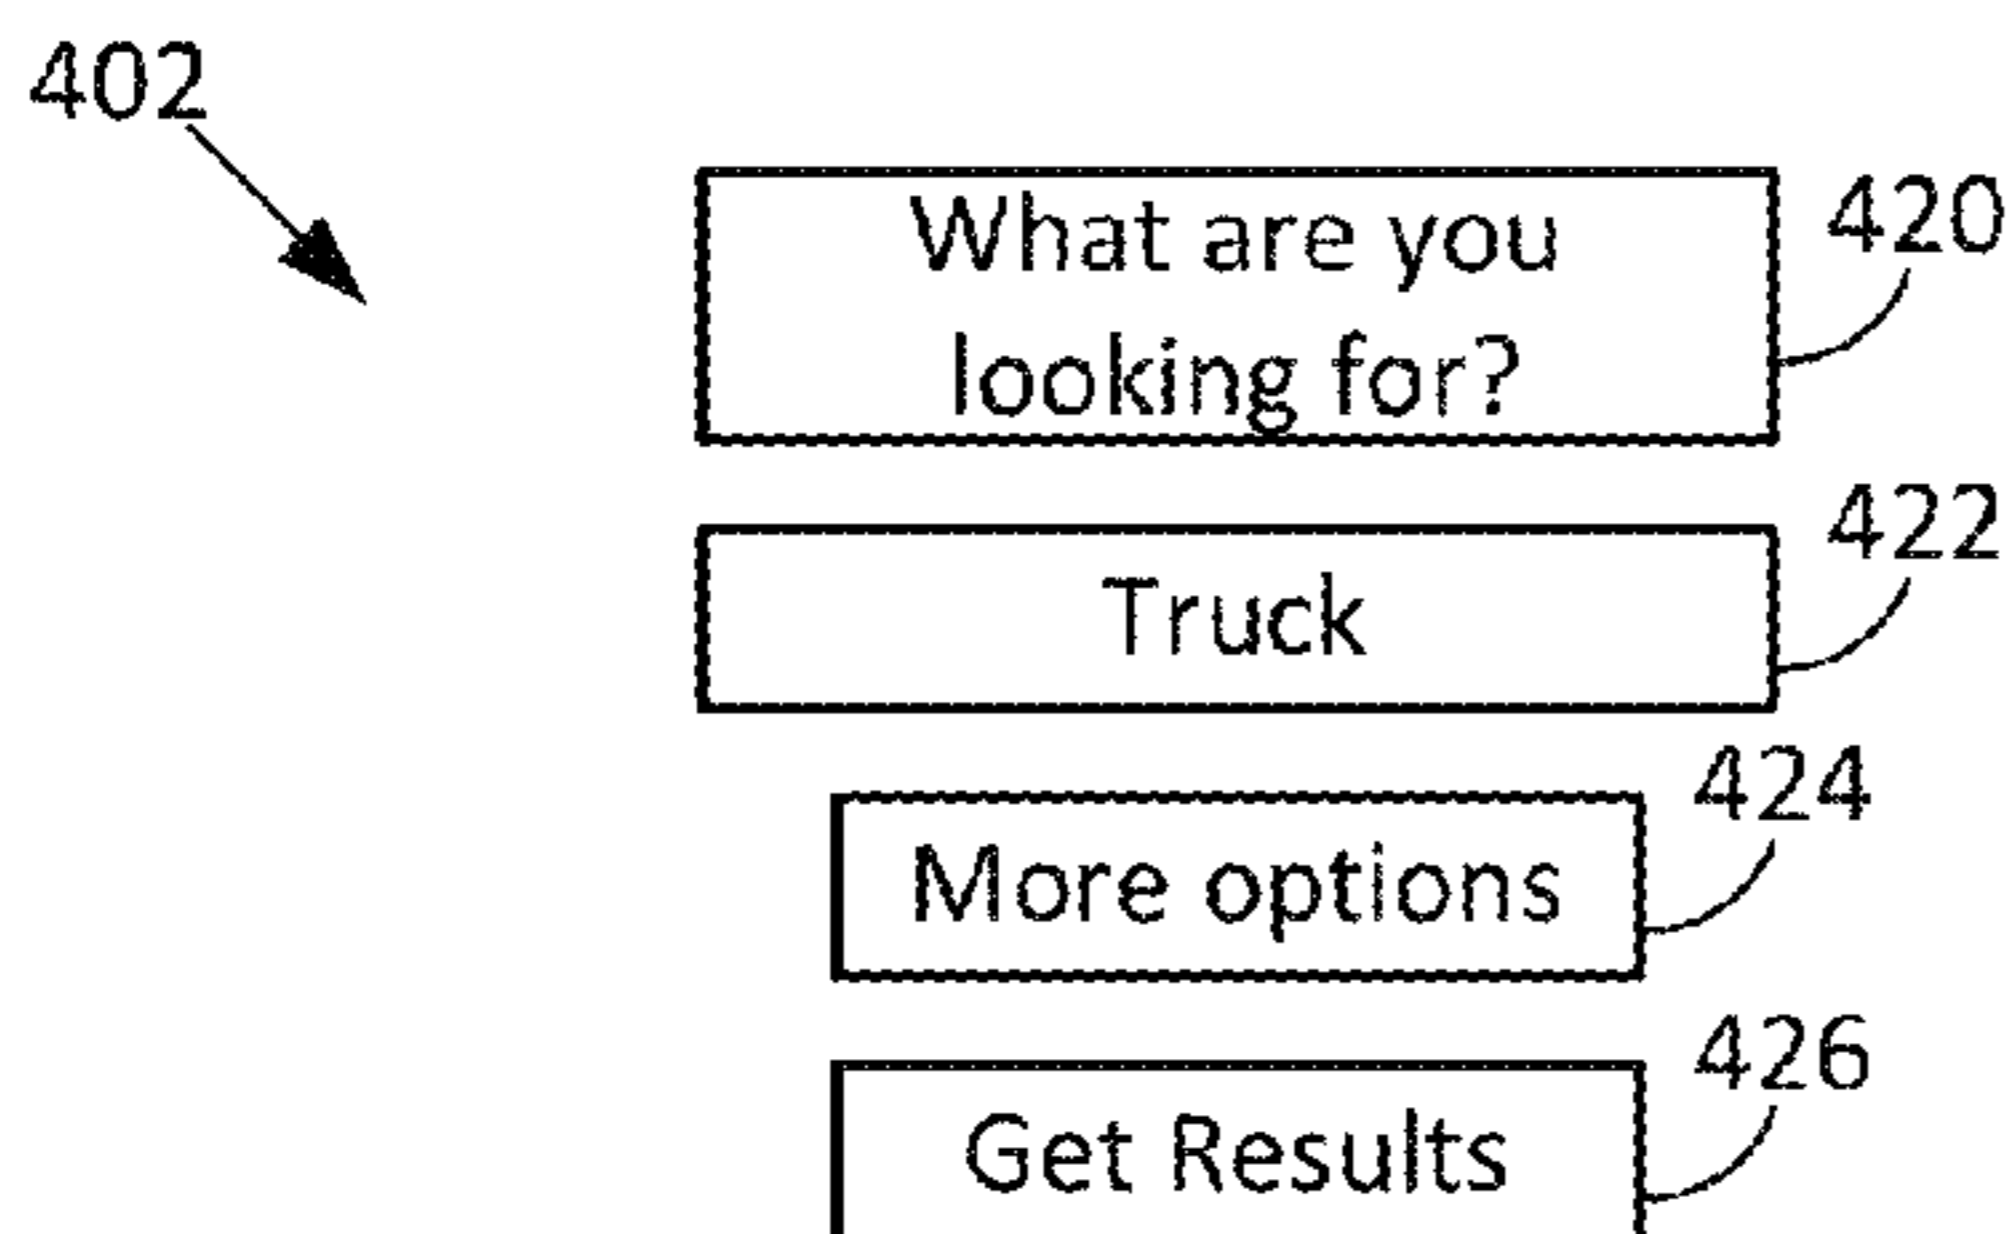 402
What are you
looking for?
420
Truck
422
More options
424
Get Results
426